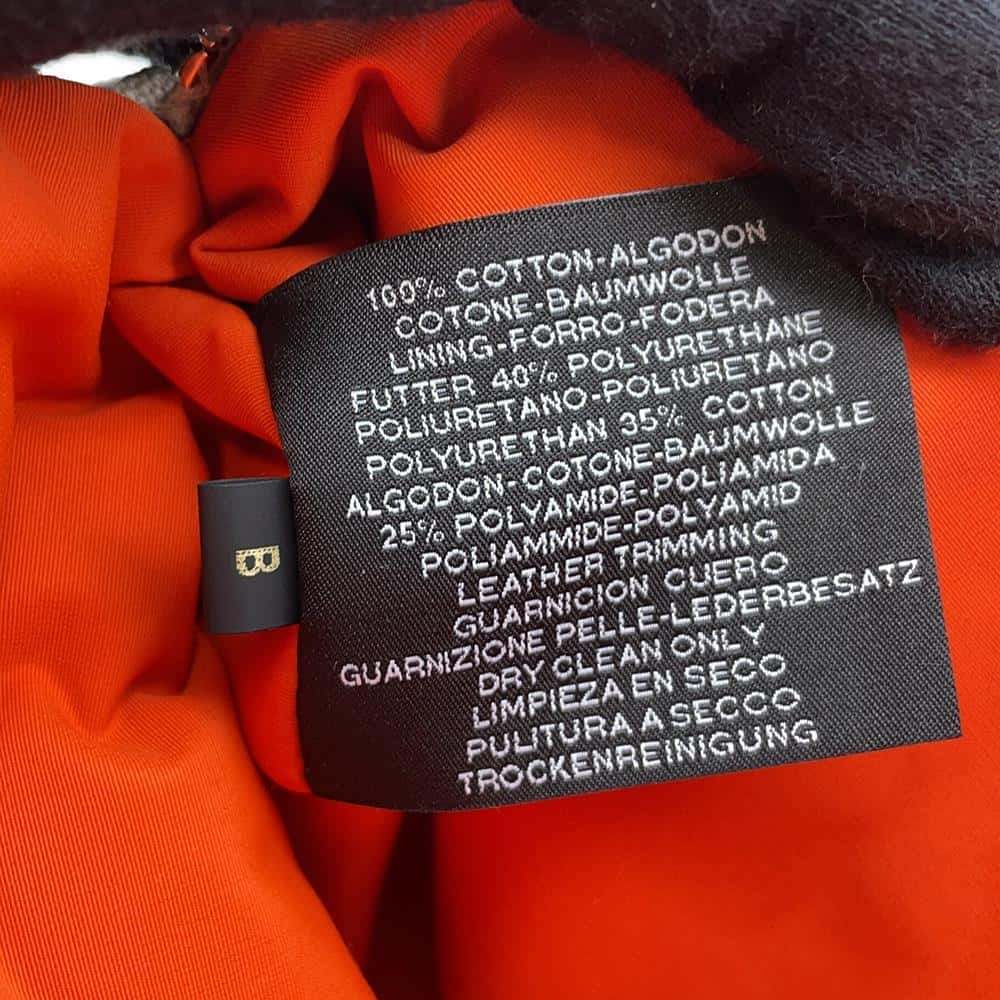 100% COTTON-ALGODON
COTONE-BAUMWOLLE
LINING-FORRO-FODERA
FUTTER 40% POLYURETHANE
POLIURETANO-POLIURETANO
POLYURETHAN 35% COTTON
ALGODON-COTONE-BAUMWOLLE
25% POLYAMIDE-POLIAMIDA
POLIAMMIDE-POLYAMID
LEATHER TRIMMING
GUARNICION CUERO
GUARNIZIONE PELLE-LEDERBESATZ
DRY CLEAN ONLY
LIMPIEZA EN SECO
PULITURA A SECCO
TROCKENREINIGUNG
B